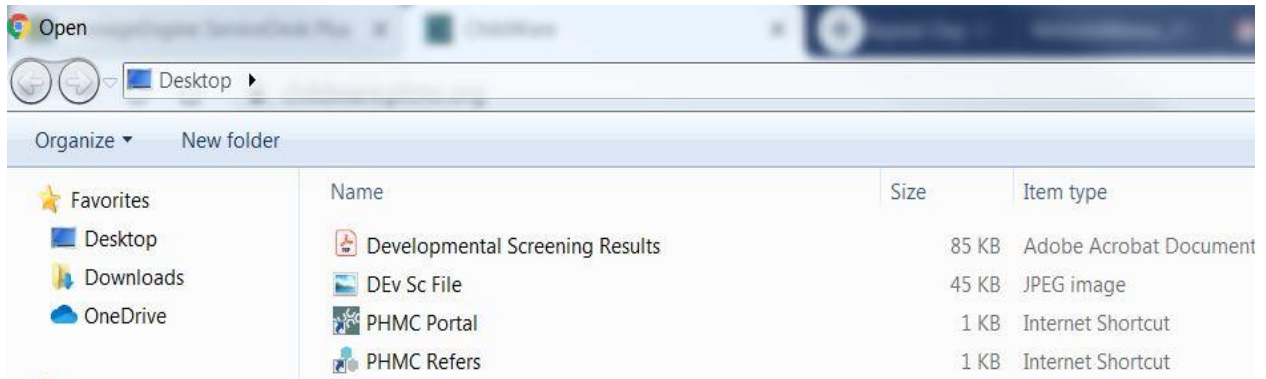 Open
Desktop
Organize New folder
Favorites
Desktop
Downloads
OneDrive
Name Size Item type
Developmental Screening Results 85 KB Adobe Acrobat Document
DEv Sc File 45 KB JPEG image
PHMC Portal 1 KB Internet Shortcut
PHMC Refers 1 KB Internet Shortcut